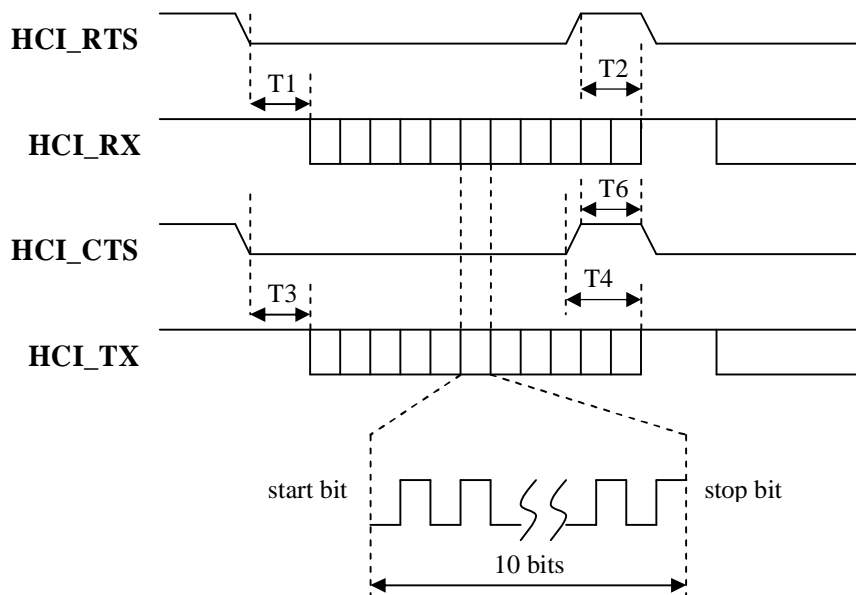 HCI_RTS
T1
T2
HCI_RX
T6
HCI_CTS
T3
T4
HCI_TX
start bit
stop bit
10 bits